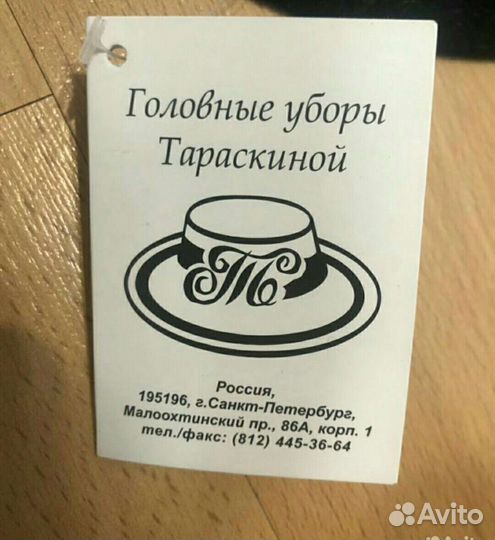 Головные уборы
Тараскиной
Т
Россия,
195196, г.Санкт-Петербург,
Малоохтинский пр., 86А, корп. 1
тел./факс: (812) 445-36-64
Avito